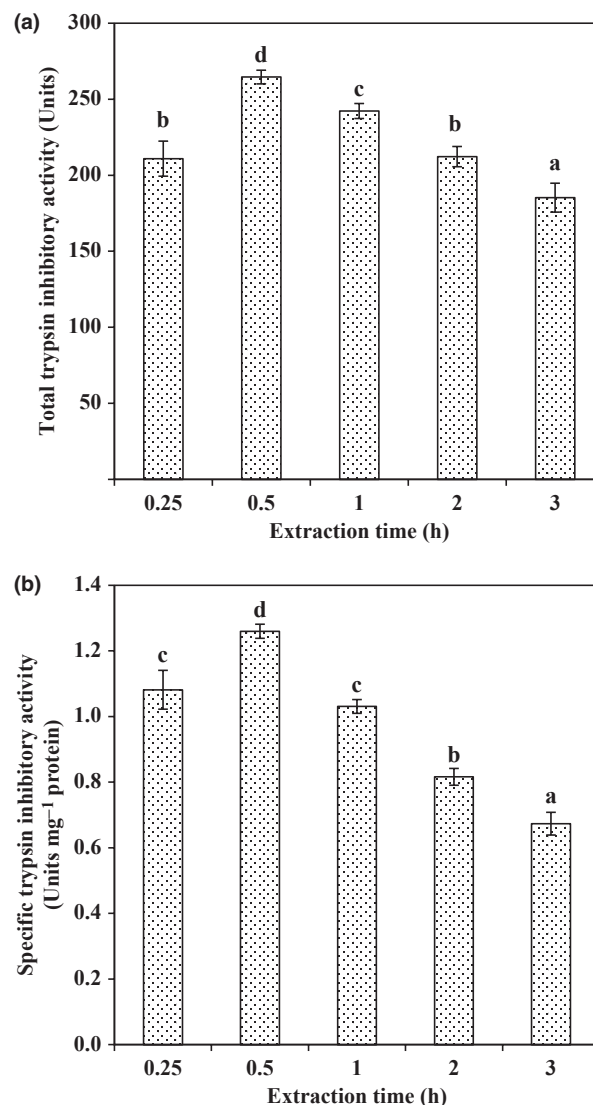 (a)
300
250
200
150
100
50
Total trypsin inhibitory activity (Units)
b
d
c
b
a
0.25 0.5 1 2 3
Extraction time (h)
(b)
1.4
1.2
1.0
0.8
0.6
0.4
0.2
0.0
Specific trypsin inhibitory activity
(Units mg⁻¹ protein)
c
d
c
b
a
0.25 0.5 1 2 3
Extraction time (h)